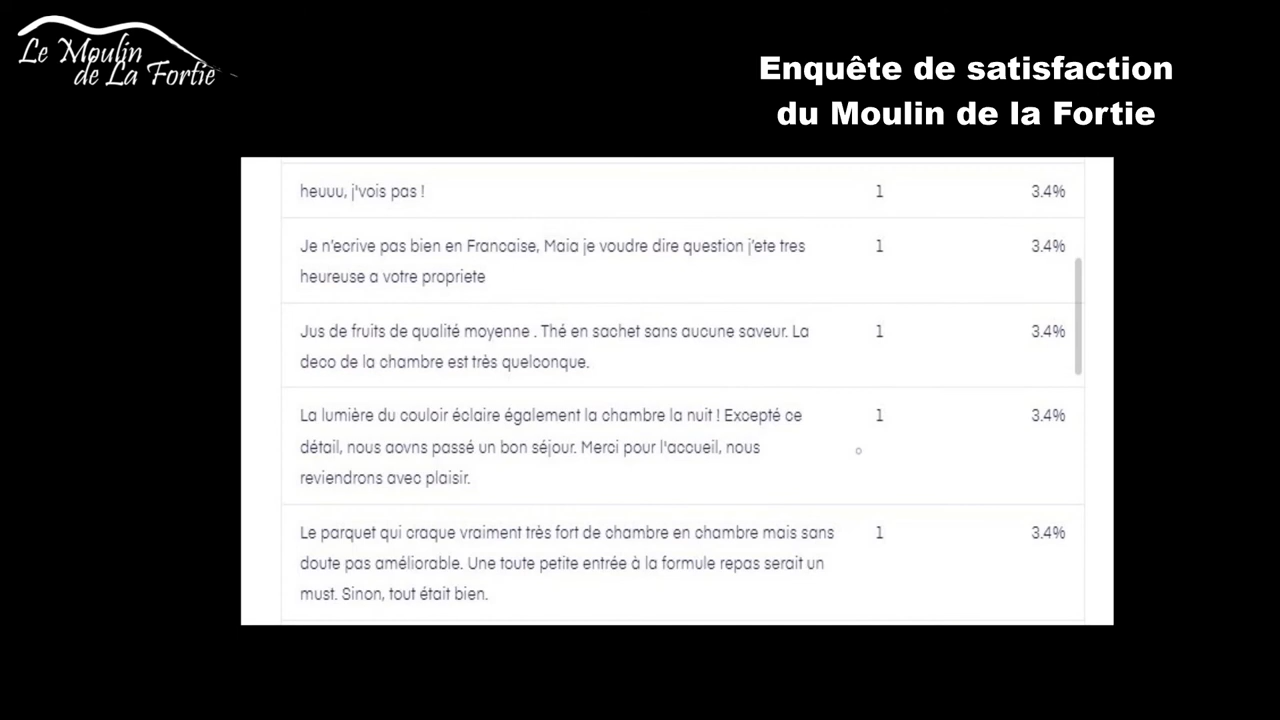 Le Moulin
de La Fortie
Enquête de satisfaction
du Moulin de la Fortie
heuuu, j'vois pas ! 1 3.4%
Je n'ecrive pas bien en Francaise, Maia je voudre dire question j'ete tres 1 3.4%
heureuse a votre propriete
Jus de fruits de qualité moyenne . Thé en sachet sans aucune saveur. La 1 3.4%
deco de la chambre est très quelconque.
La lumière du couloir éclaire également la chambre la nuit ! Excepté ce 1 3.4%
détail, nous aovns passé un bon séjour. Merci pour l'accueil, nous
reviendrons avec plaisir.
Le parquet qui craque vraiment très fort de chambre en chambre mais sans 1 3.4%
doute pas améliorable. Une toute petite entrée à la formule repas serait un
must. Sinon, tout était bien.